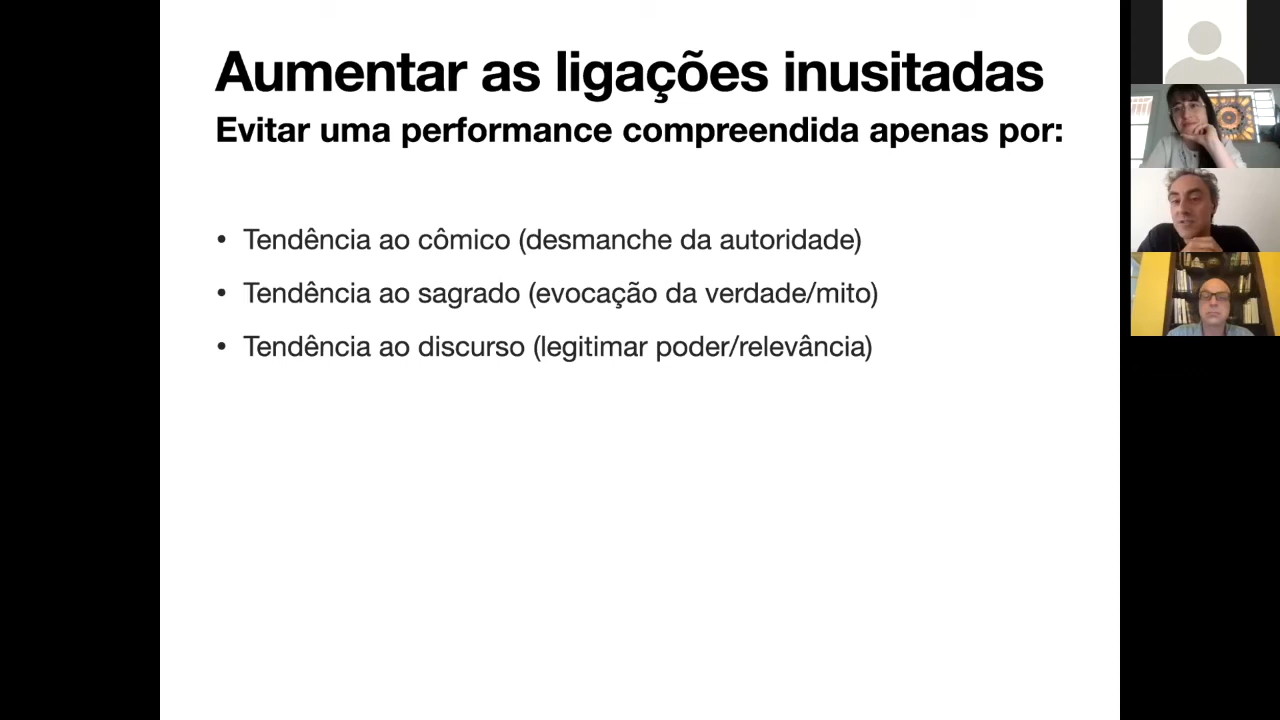 Aumentar as ligações inusitadas
Evitar uma performance compreendida apenas por:
• Tendência ao cômico (desmanche da autoridade)
• Tendência ao sagrado (evocação da verdade/mito)
• Tendência ao discurso (legitimar poder/relevância)